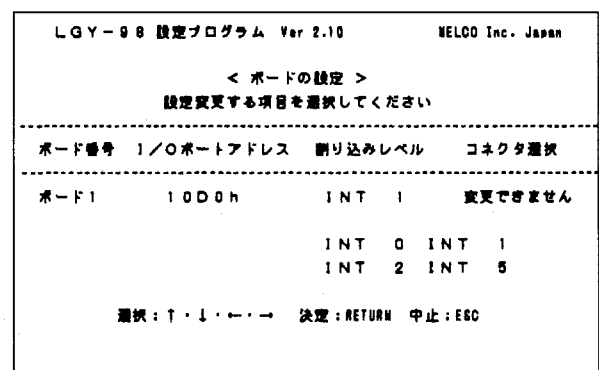 LGY-98 設定プログラム Ver 2.10 MELCO Inc. Japan
< ボードの設定 >
設定変更する項目を選択してください
ボード番号 I/Oポートアドレス 割り込みレベル コネクタ選択
ボード1 10D0h INT 1 変更できません
INT 0 INT 1
INT 2 INT 5
選択:↑・↓・←・→ 決定:RETURN 中止:ESC